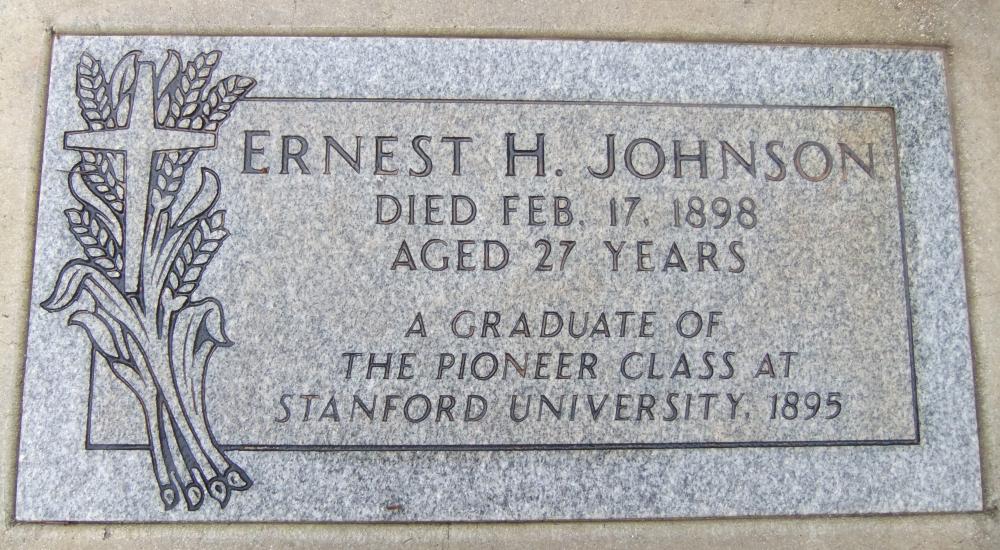 ERNEST H. JOHNSON
DIED FEB. 17, 1898
AGED 27 YEARS
A GRADUATE OF
THE PIONEER CLASS AT
STANFORD UNIVERSITY, 1895